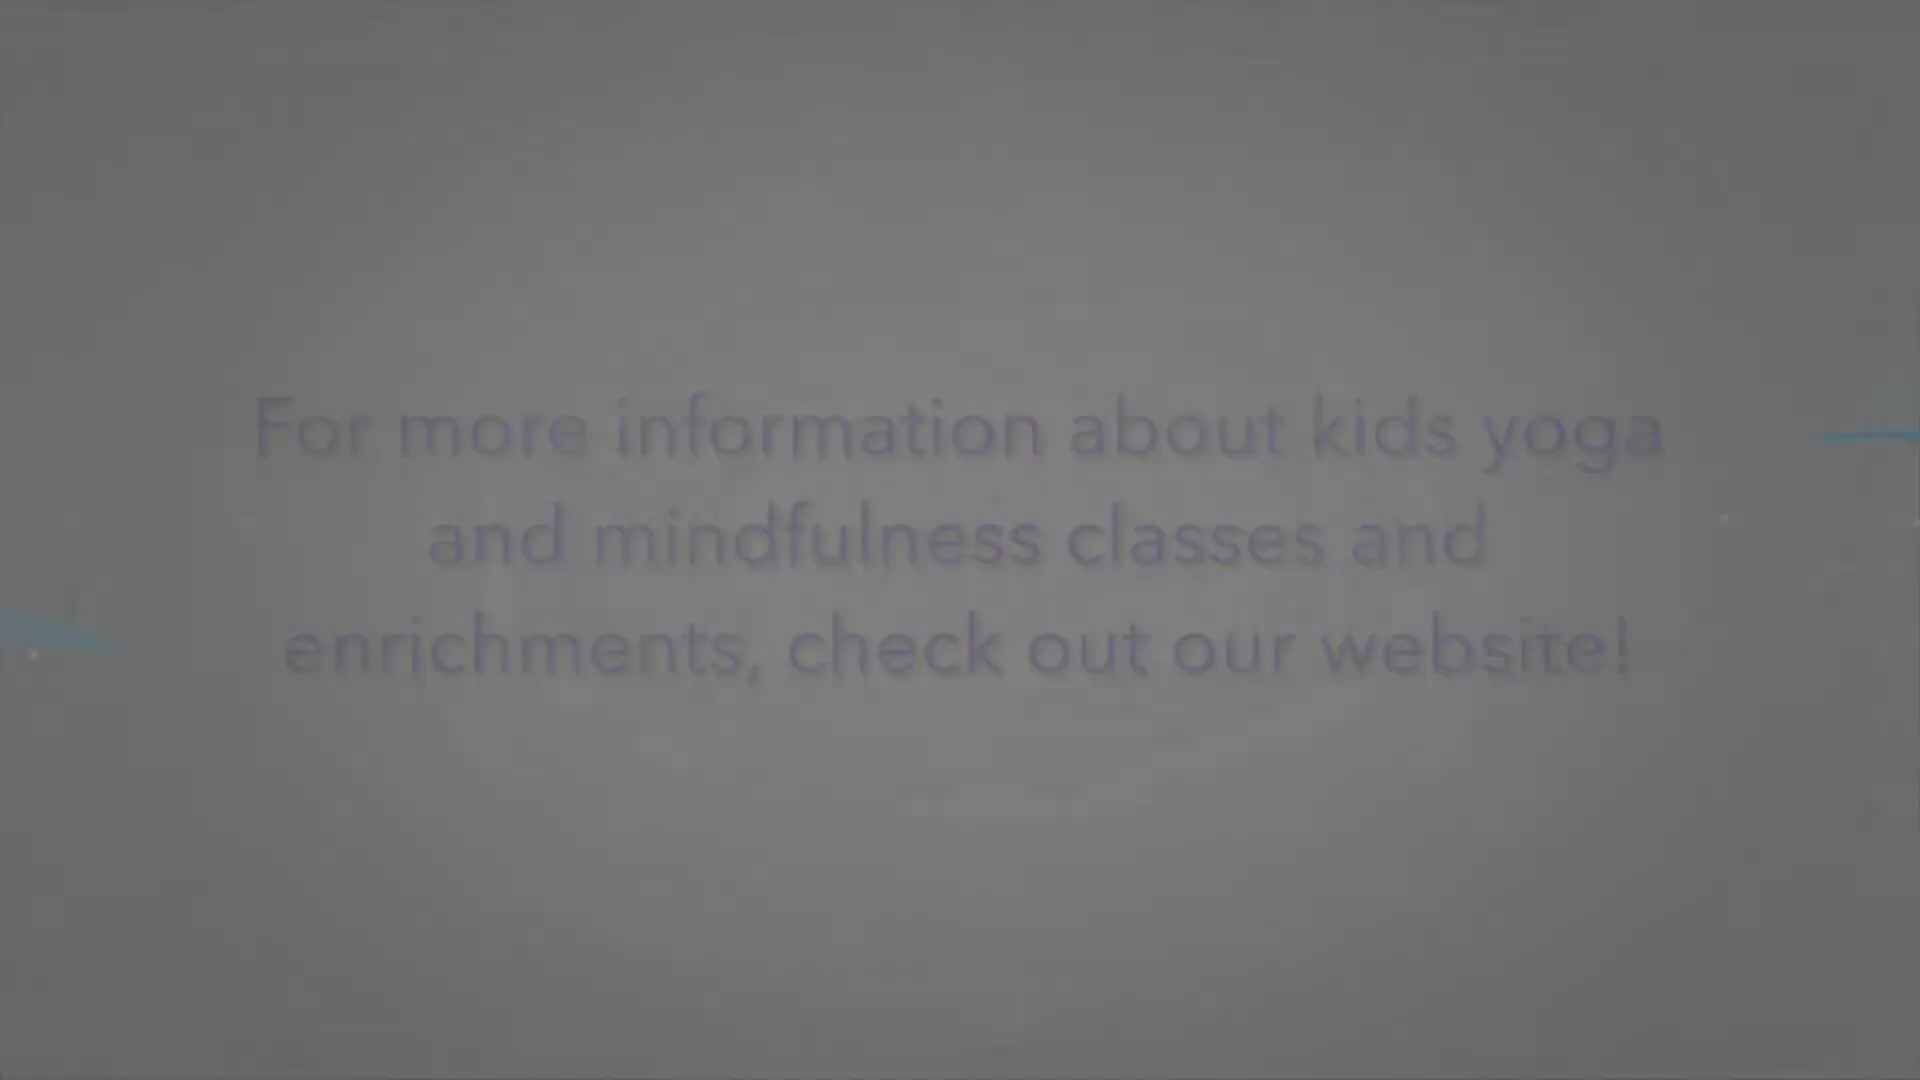 For more information about kids yoga
and mindfulness classes and
enrichments, check out our website!